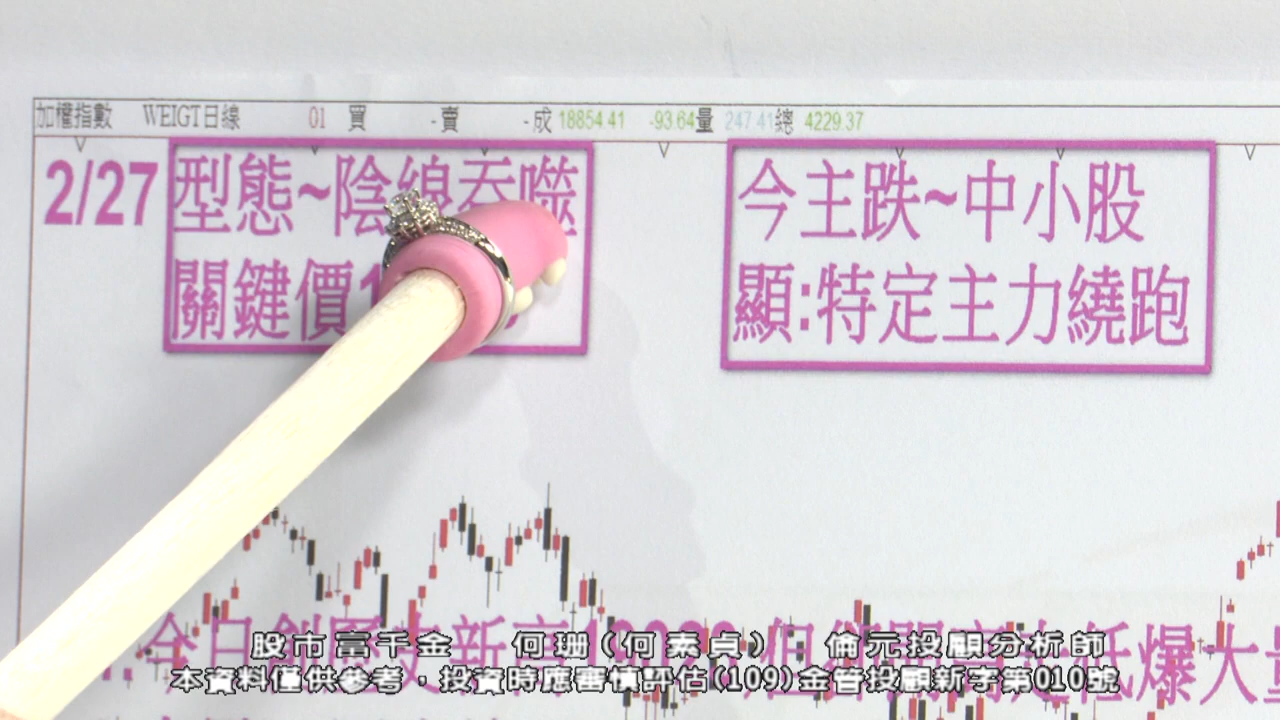 加權指數 WEIGT日線 01 買 - 賣 - 成 18854.41 -93.64量 247.41總 4229.37
2/27 型態~陰線吞噬
關鍵價
今主跌~中小股
顯:特定主力繞跑
股市富千金 何珊(何素貞) 倫元投顧分析師
本資料僅供參考,投資時應審慎評估(109)金管投顧新字第010號